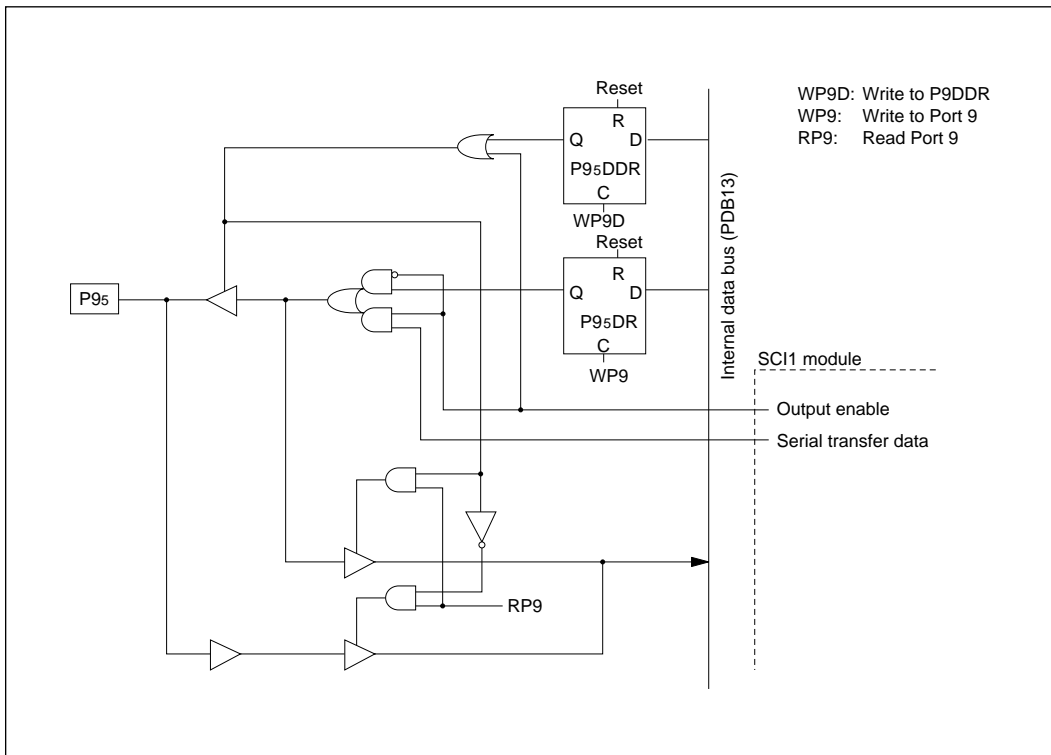 Reset
R
Q D
P95DDR
C
WP9D
WP9D: Write to P9DDR
WP9: Write to Port 9
RP9: Read Port 9
Reset
R
Q D
P95DR
C
WP9
P95
Internal data bus (PDB13)
SCI1 module
Output enable
Serial transfer data
RP9